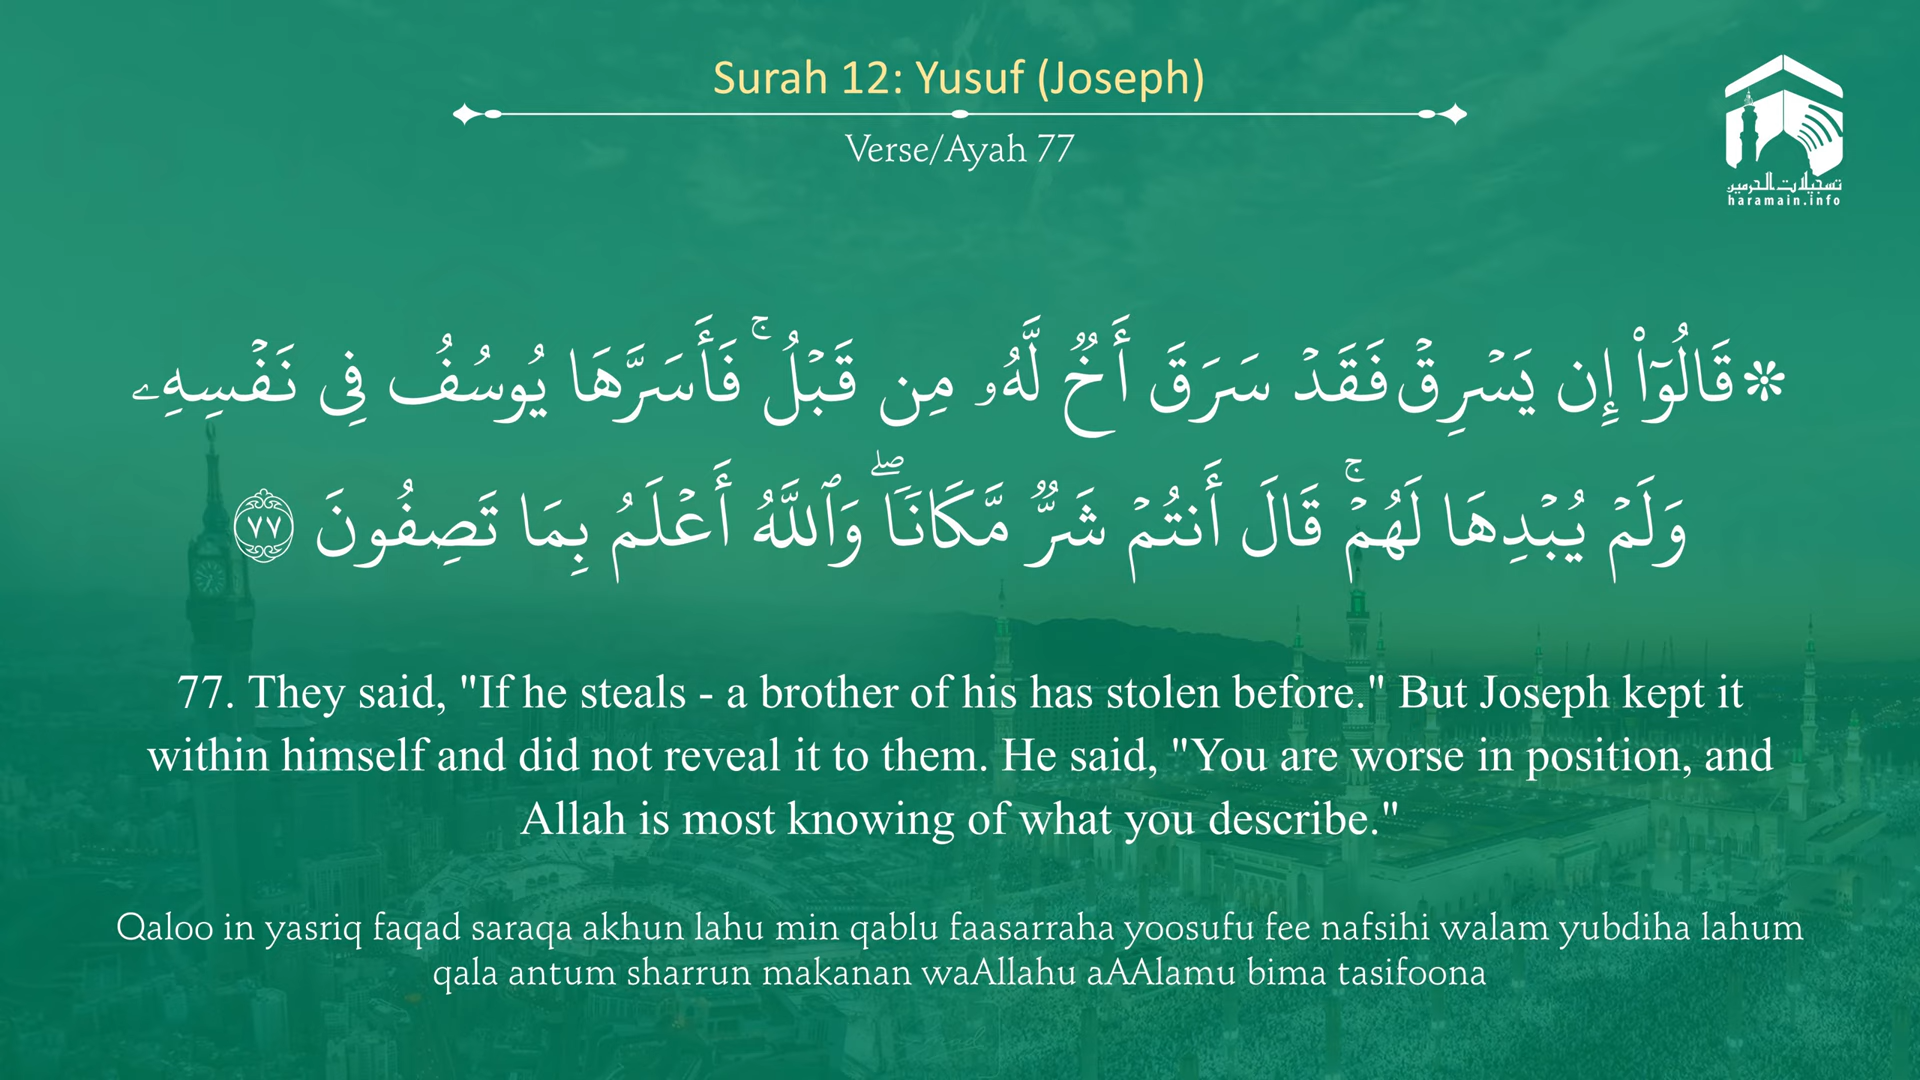 Surah 12: Yusuf (Joseph)
Verse/Ayah 77
تسجيلات الحرمين
haramain.info
۞ قَالُوٓا۟ إِن يَسْرِقْ فَقَدْ سَرَقَ أَخٌ لَّهُۥ مِن قَبْلُ ۚ فَأَسَرَّهَا يُوسُفُ فِى نَفْسِهِۦ
وَلَمْ يُبْدِهَا لَهُمْ ۚ قَالَ أَنتُمْ شَرٌّ مَّكَانًا ۖ وَٱللَّهُ أَعْلَمُ بِمَا تَصِفُونَ ٧٧
77. They said, "If he steals - a brother of his has stolen before." But Joseph kept it
within himself and did not reveal it to them. He said, "You are worse in position, and
Allah is most knowing of what you describe."
Qaloo in yasriq faqad saraqa akhun lahu min qablu faasarraha yoosufu fee nafsihi walam yubdiha lahum
qala antum sharrun makanan waAllahu aAAlamu bima tasifoona